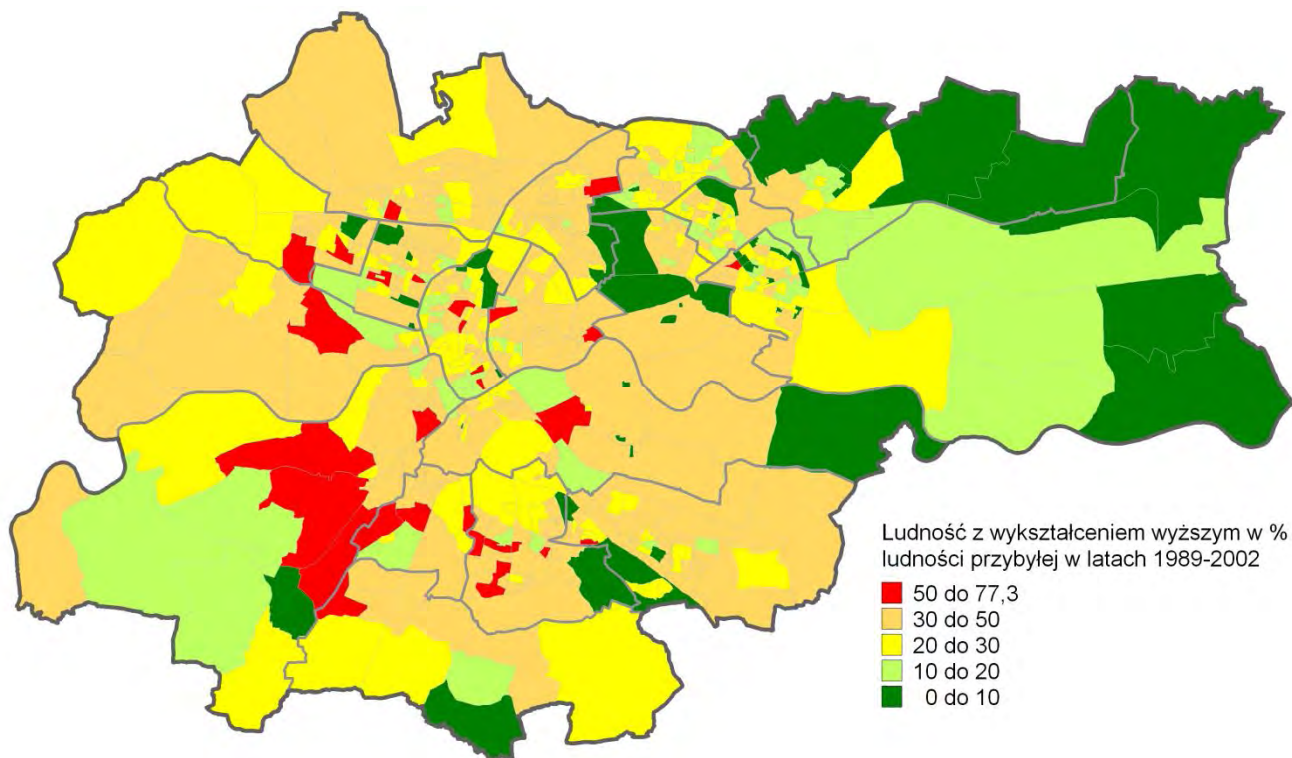 Ludność z wykształceniem wyższym w %
ludności przybyłej w latach 1989-2002
50 do 77,3
30 do 50
20 do 30
10 do 20
0 do 10